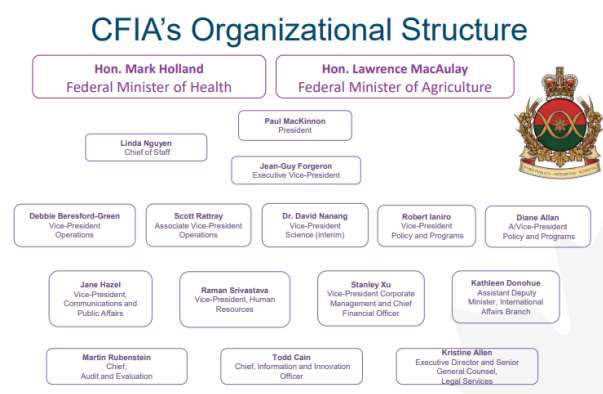 CFIA's Organizational Structure
Hon. Mark Holland
Federal Minister of Health
Hon. Lawrence MacAulay
Federal Minister of Agriculture
Paul MacKinnon
President
Linda Nguyen
Chief of Staff
Jean-Guy Forgeron
Executive Vice-President
Debbie Beresford-Green
Vice-President
Operations
Scott Rattray
Associate Vice-President
Operations
Dr. David Nanang
Vice-President
Science (interim)
Robert Ianiro
Vice-President
Policy and Programs
Diane Allan
A/Vice-President
Policy and Programs
Jane Hazel
Vice-President,
Communications and
Public Affairs
Raman Srivastava
Vice-President, Human
Resources
Stanley Xu
Vice-President Corporate
Management and Chief
Financial Officer
Kathleen Donohue
Assistant Deputy
Minister, International
Affairs Branch
Martin Rubenstein
Chief,
Audit and Evaluation
Todd Cain
Chief, Information and Innovation
Officer
Kristine Allen
Executive Director and Senior
General Counsel,
Legal Services